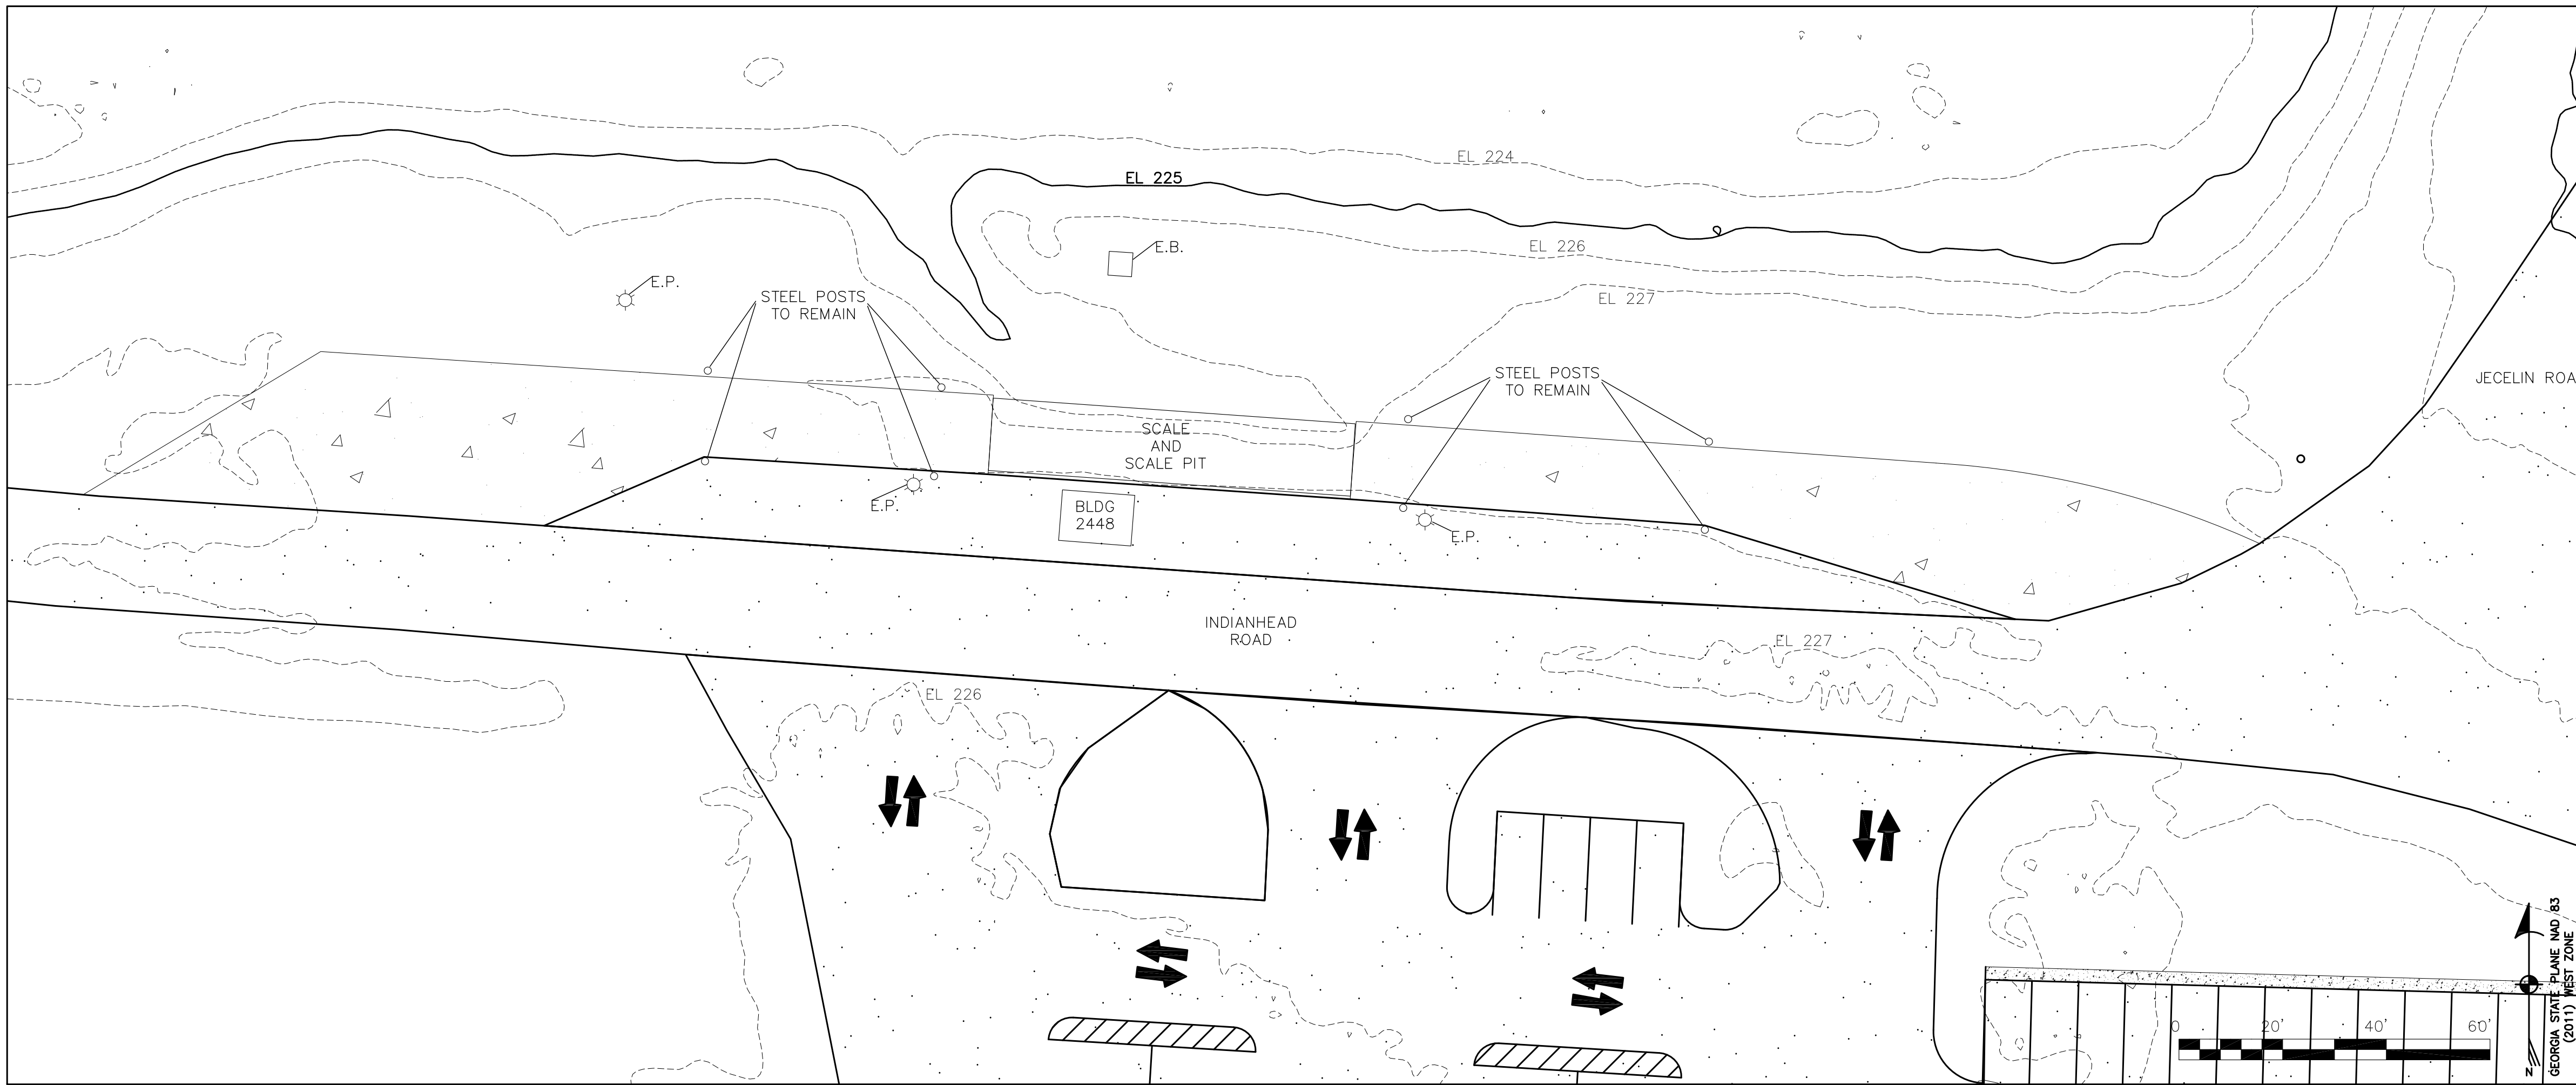 EL 224
EL 225
EL 226
E.B.
E.P.
STEEL POSTS
TO REMAIN
EL 227
STEEL POSTS
TO REMAIN
JECELIN ROA
SCALE
AND
SCALE PIT
E.P.
BLDG
2448
E.P.
INDIANHEAD
ROAD
EL 227
EL 226
GEORGIA STATE PLANE NAD 83
(2011) WEST ZONE
0 20' 40' 60'
N